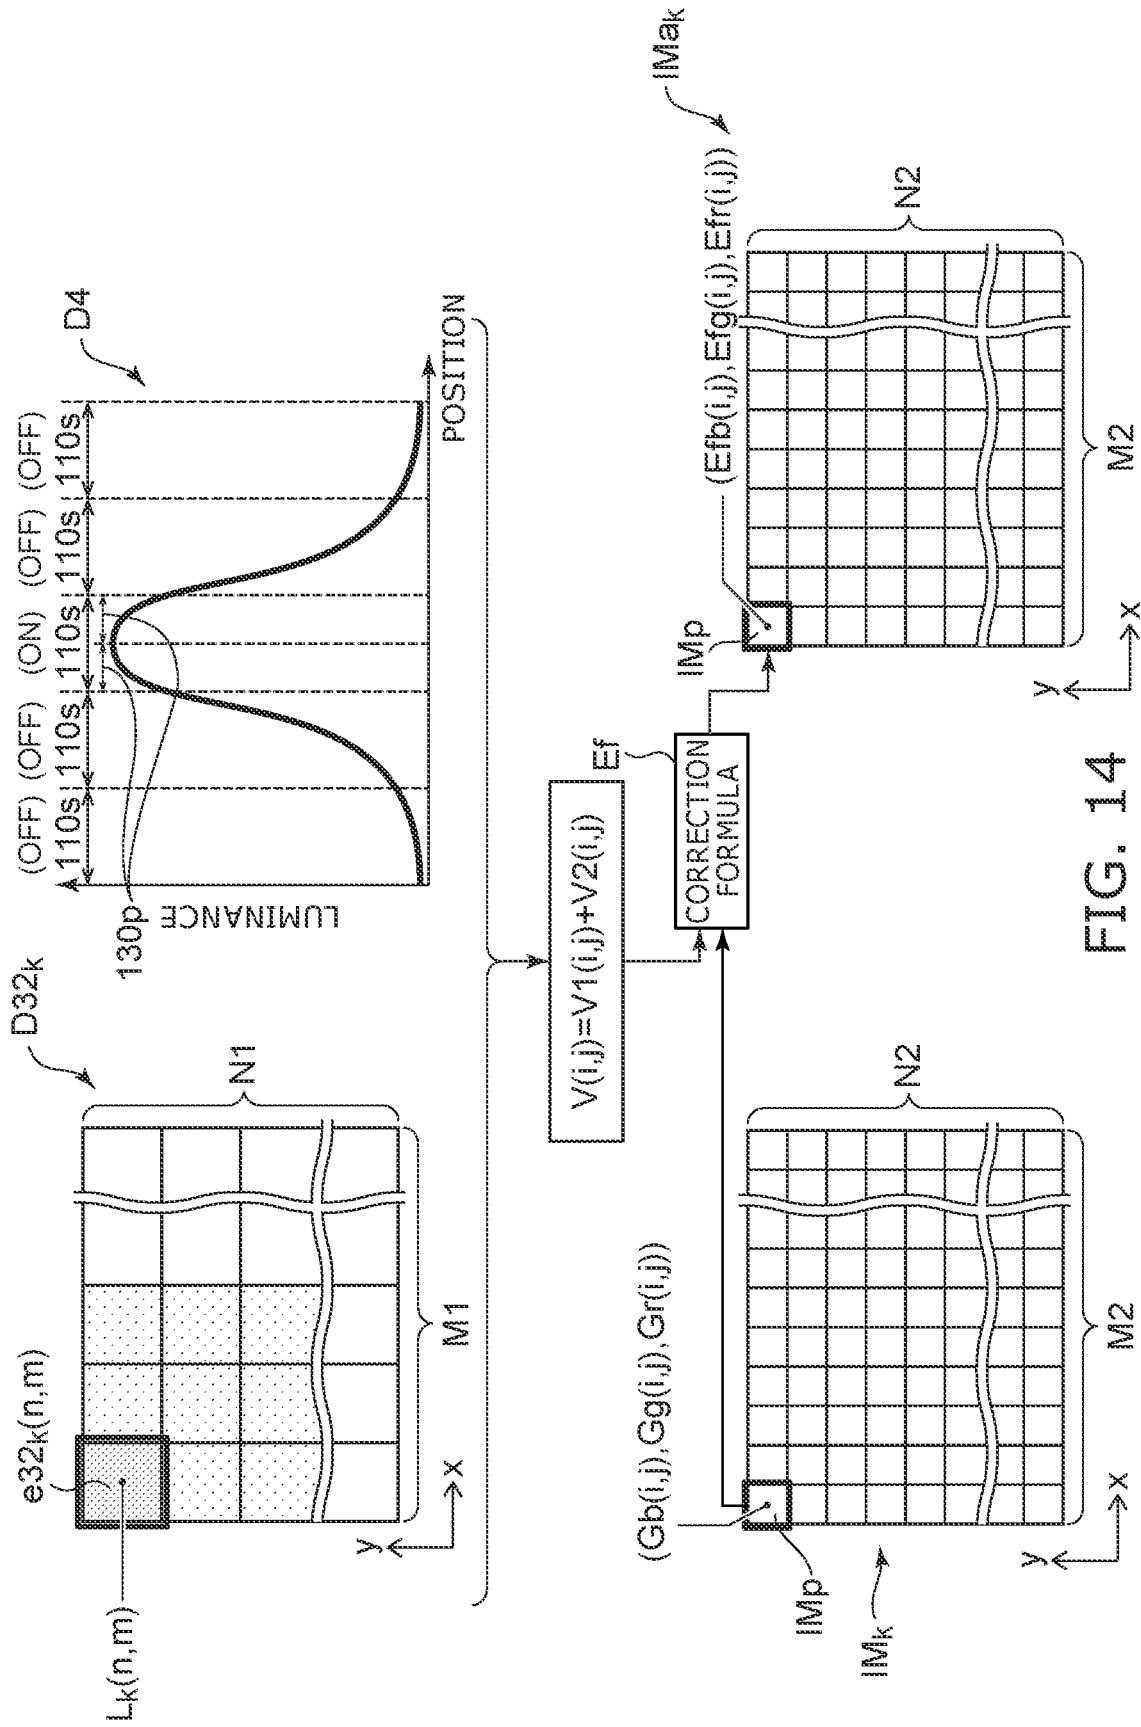 D32k
e32k(n,m)
Lk(n,m)
N1
M1
y
x
D4
(OFF) (OFF) (ON) (OFF) (OFF)
110s 110s 110s 110s 110s
130p
LUMINANCE
POSITION
V(i,j)=V1(i,j)+V2(i,j)
Ef
CORRECTION
FORMULA
(Gb(i,j),Gg(i,j),Gr(i,j))
IMp
IMk
N2
M2
y
x
(Efb(i,j),Efg(i,j),Efr(i,j))
IMak
IMp
N2
M2
y
x
FIG. 14